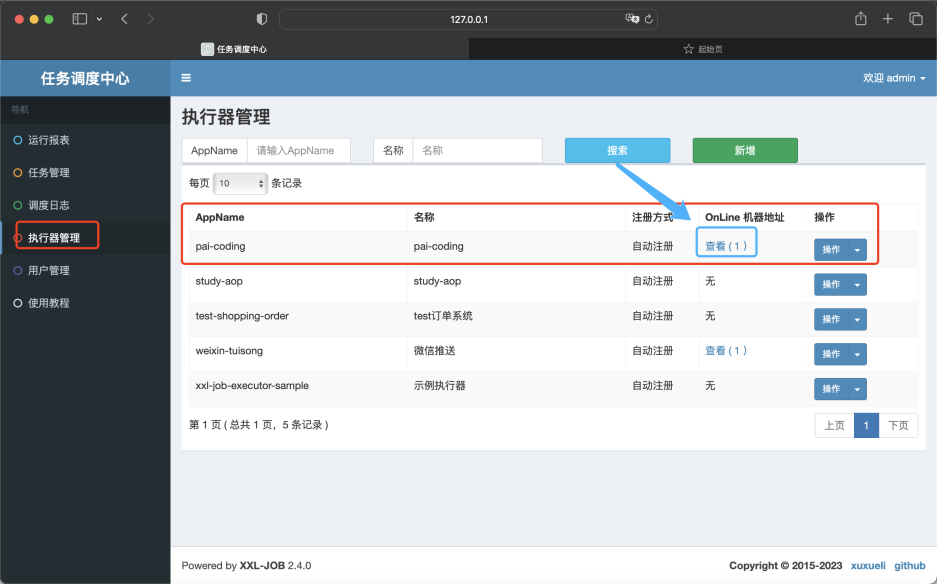 127.0.0.1
任务调度中心
起始页
任务调度中心
欢迎 admin
导航
运行报表
任务管理
调度日志
执行器管理
用户管理
使用教程
执行器管理
AppName 请输入AppName 名称 名称 搜索 新增
每页 10 条记录
AppName 名称 注册方式 OnLine 机器地址 操作
pai-coding pai-coding 自动注册 查看 ( 1 ) 操作
study-aop study-aop 自动注册 无 操作
test-shopping-order test订单系统 自动注册 无 操作
weixin-tuisong 微信推送 自动注册 查看 ( 1 ) 操作
xxl-job-executor-sample 示例执行器 自动注册 无 操作
第 1 页 ( 总共 1 页，5 条记录 ) 上页 1 下页
Powered by XXL-JOB 2.4.0 Copyright © 2015-2023 xuxueli github